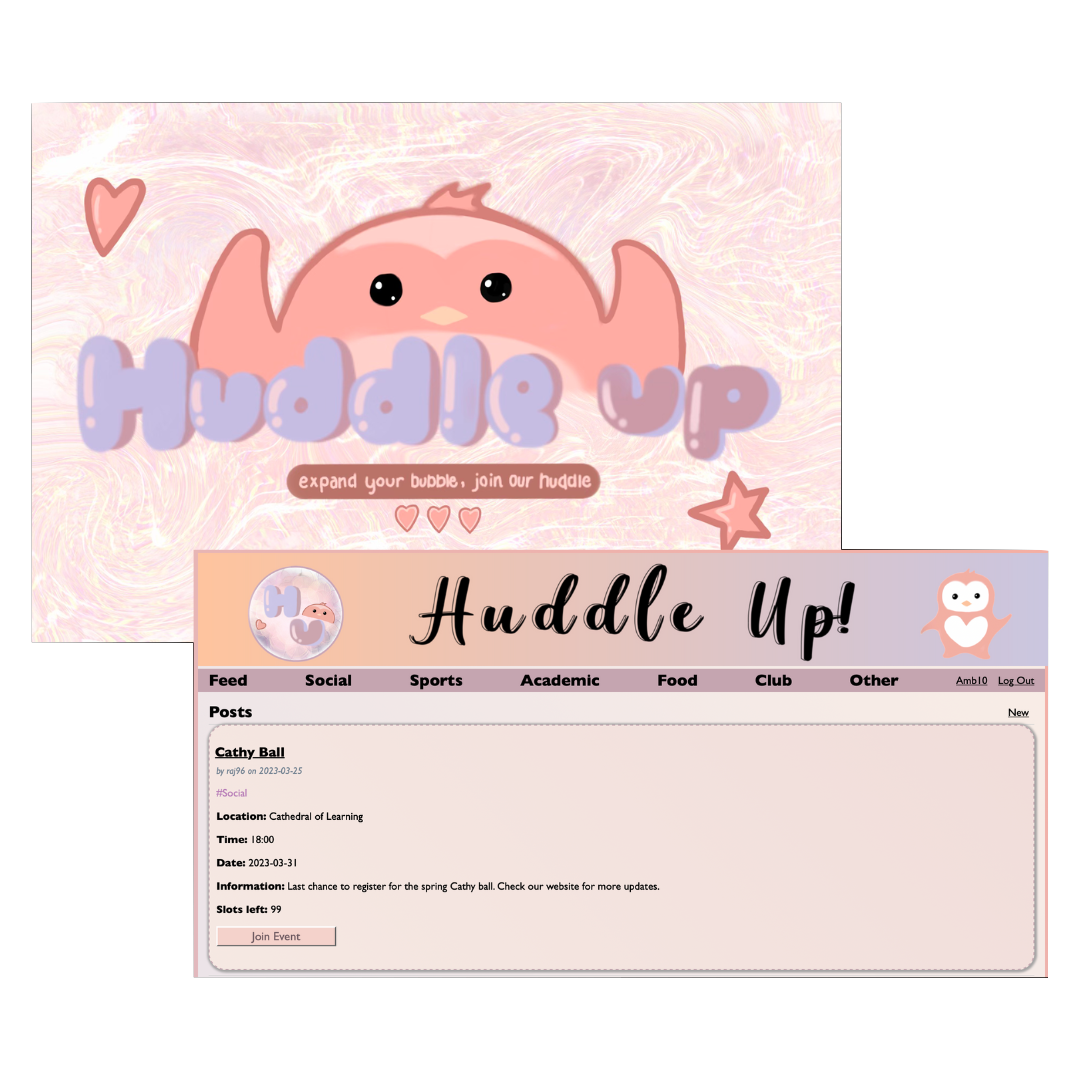 Huddle up
expand your bubble, join our huddle
H
U
Huddle Up!
Feed Social Sports Academic Food Club Other Amb10 Log Out
Posts New
Cathy Ball
by raj96 on 2023-03-25
#Social
Location: Cathedral of Learning
Time: 18:00
Date: 2023-03-31
Information: Last chance to register for the spring Cathy ball. Check our website for more updates.
Slots left: 99
Join Event